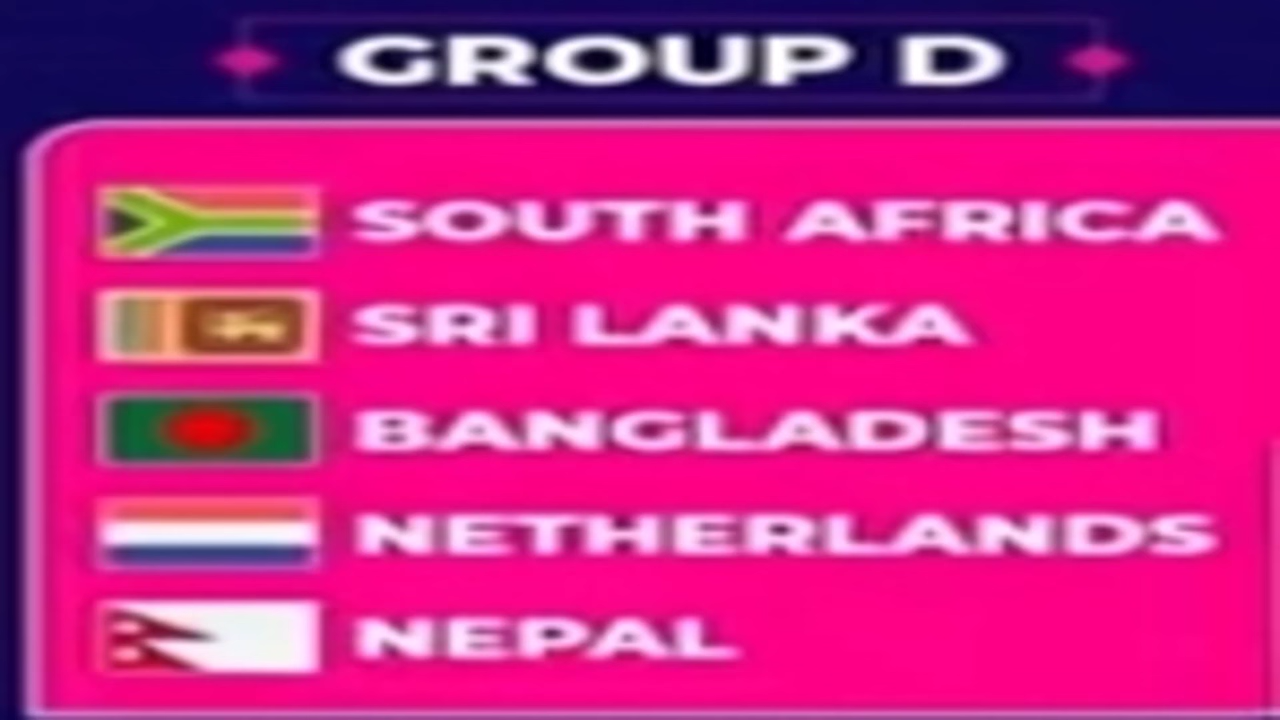 GROUP D
SOUTH AFRICA
SRI LANKA
BANGLADESH
NETHERLANDS
NEPAL